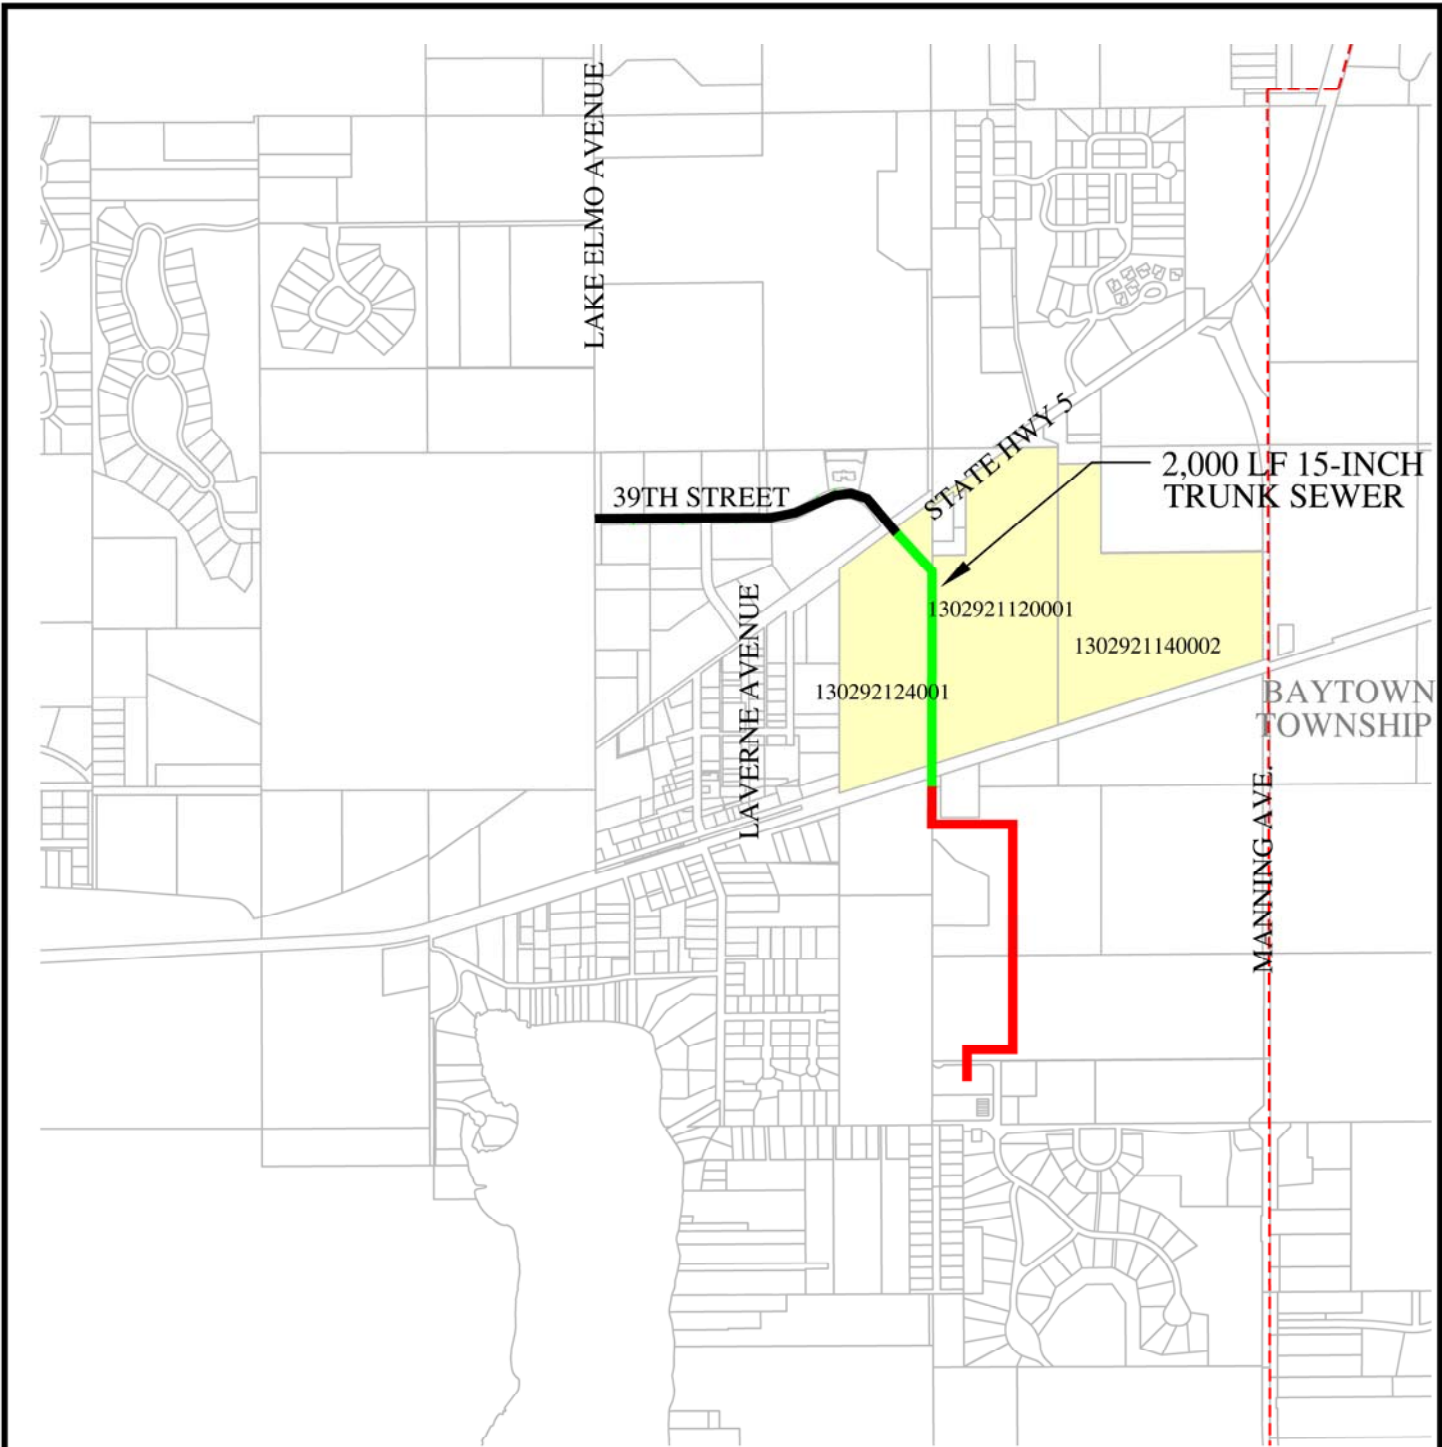 LAKE ELMO AVENUE
STATE HWY 5
2,000 LF 15-INCH
TRUNK SEWER
39TH STREET
1302921120001
1302921140002
130292124001
LAVERNE AVENUE
BAYTOWN
TOWNSHIP
MANNING AVE.